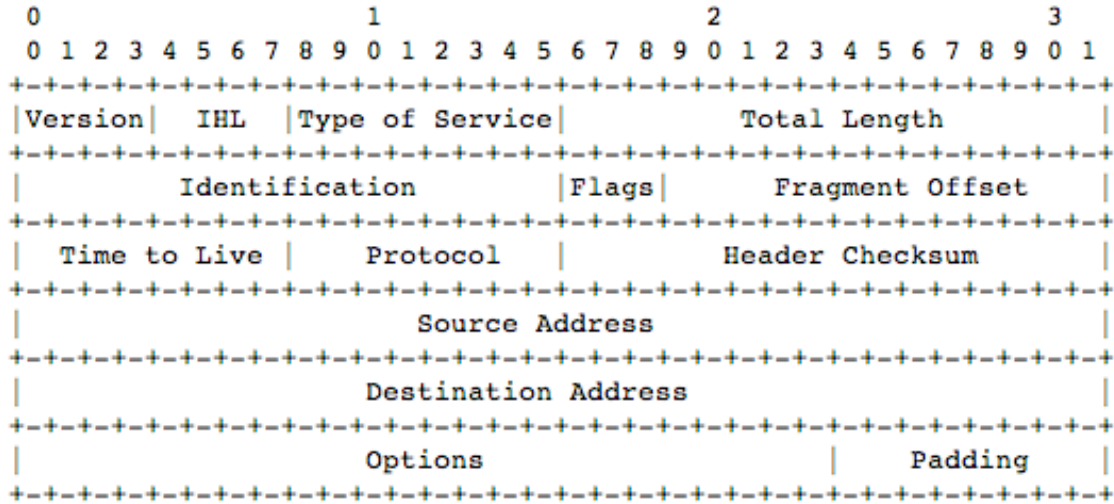 0                   1                   2                   3
 0 1 2 3 4 5 6 7 8 9 0 1 2 3 4 5 6 7 8 9 0 1 2 3 4 5 6 7 8 9 0 1
+-+-+-+-+-+-+-+-+-+-+-+-+-+-+-+-+-+-+-+-+-+-+-+-+-+-+-+-+-+-+-+-+
|Version|  IHL  |Type of Service|          Total Length         |
+-+-+-+-+-+-+-+-+-+-+-+-+-+-+-+-+-+-+-+-+-+-+-+-+-+-+-+-+-+-+-+-+
|         Identification        |Flags|      Fragment Offset    |
+-+-+-+-+-+-+-+-+-+-+-+-+-+-+-+-+-+-+-+-+-+-+-+-+-+-+-+-+-+-+-+-+
|  Time to Live |    Protocol   |         Header Checksum       |
+-+-+-+-+-+-+-+-+-+-+-+-+-+-+-+-+-+-+-+-+-+-+-+-+-+-+-+-+-+-+-+-+
|                       Source Address                          |
+-+-+-+-+-+-+-+-+-+-+-+-+-+-+-+-+-+-+-+-+-+-+-+-+-+-+-+-+-+-+-+-+
|                    Destination Address                        |
+-+-+-+-+-+-+-+-+-+-+-+-+-+-+-+-+-+-+-+-+-+-+-+-+-+-+-+-+-+-+-+-+
|                    Options                    |    Padding    |
+-+-+-+-+-+-+-+-+-+-+-+-+-+-+-+-+-+-+-+-+-+-+-+-+-+-+-+-+-+-+-+-+